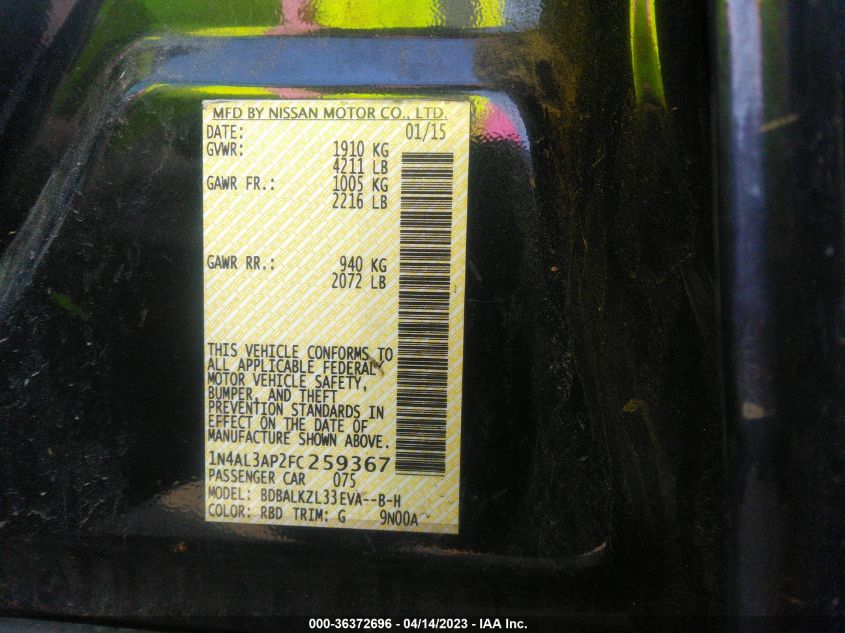 MFD BY NISSAN MOTOR CO., LTD.
DATE: 01/15
GVWR: 1910 KG
4211 LB
GAWR FR.: 1005 KG
2216 LB
GAWR RR.: 940 KG
2072 LB
THIS VEHICLE CONFORMS TO
ALL APPLICABLE FEDERAL
MOTOR VEHICLE SAFETY,
BUMPER, AND THEFT
PREVENTION STANDARDS IN
EFFECT ON THE DATE OF
MANUFACTURE SHOWN ABOVE.
1N4AL3AP2FC259367
PASSENGER CAR 075
MODEL: BDBALKZL33EVA--B-H
COLOR: RBD TRIM: G 9N00A
000-36372696 - 04/14/2023 - IAA Inc.